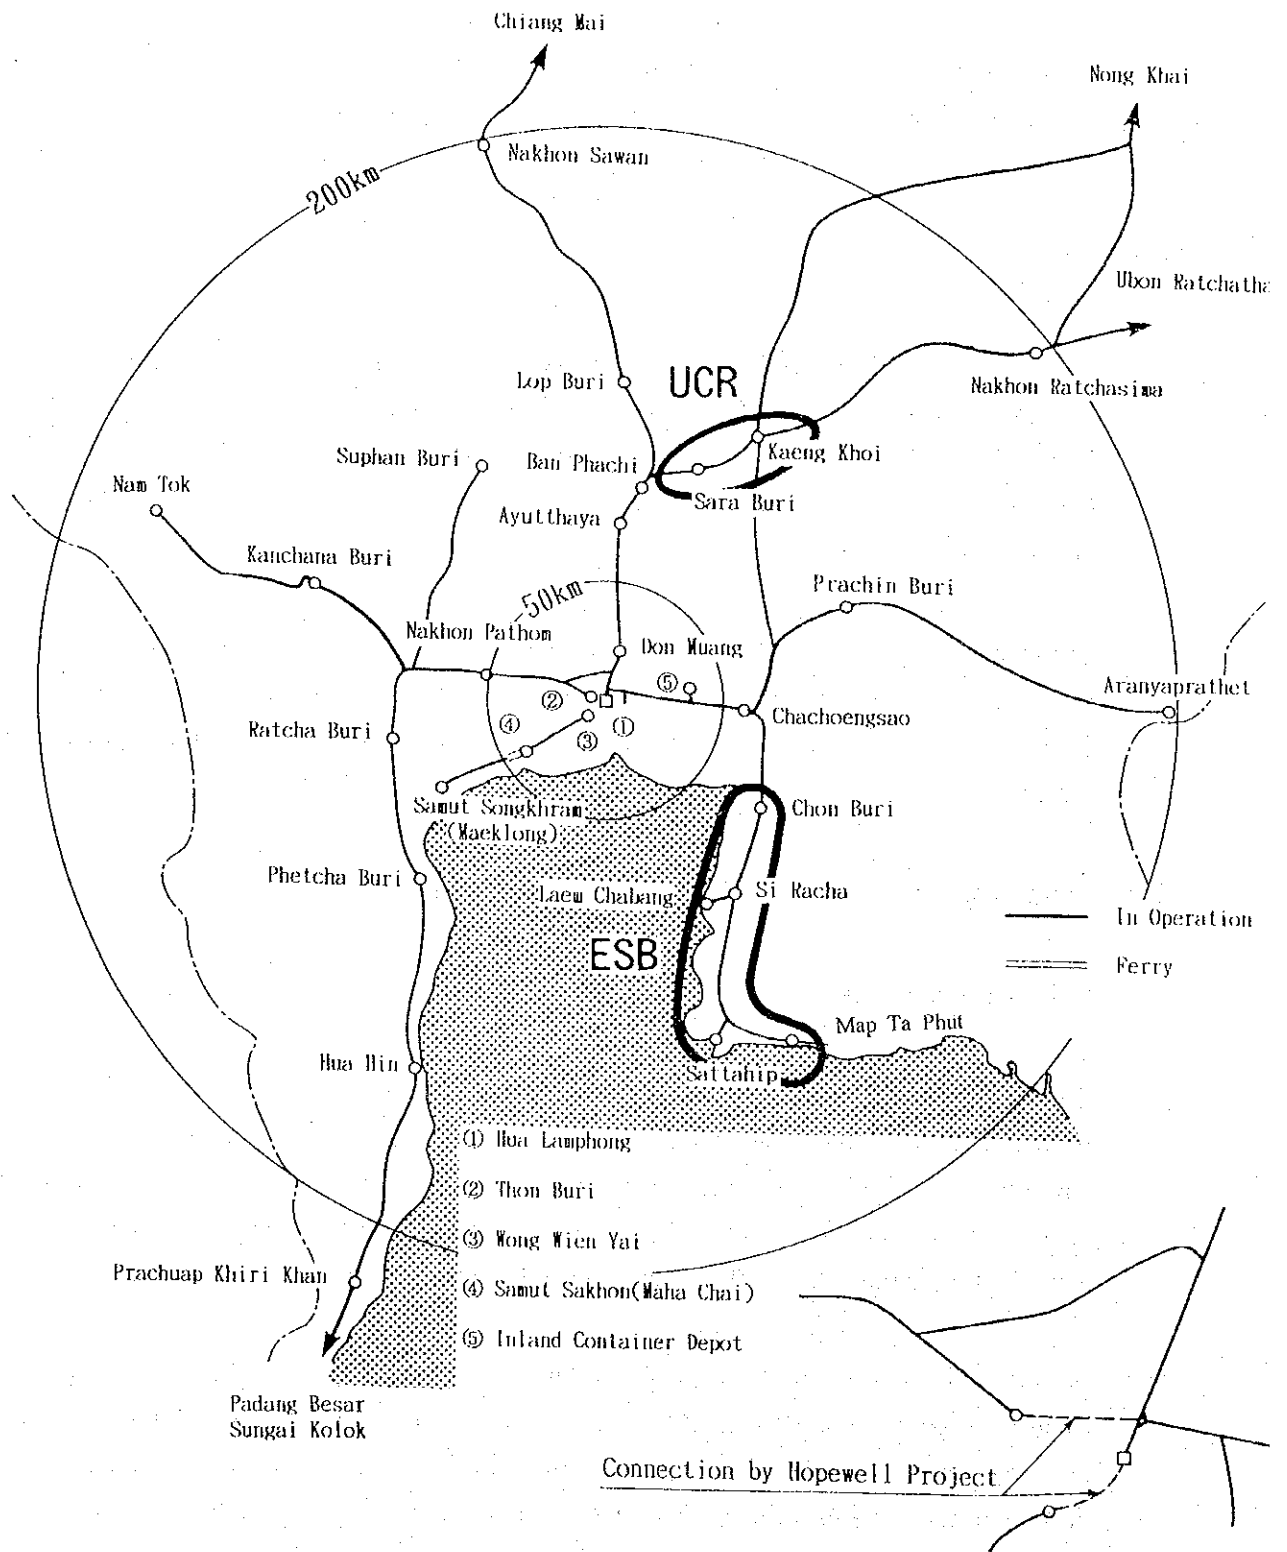 Chiang Mai
Nong Khai
Nakhon Sawan
200km
Ubon Ratchatha
Lop Buri
UCR
Nakhon Ratchasima
Suphan Buri
Ban Phachi
Kaeng Khoi
Nam Tok
Sara Buri
Ayutthaya
Kanchana Buri
Prachin Buri
50km
Nakhon Pathom
Don Muang
⑤
②
Aranyaprathet
④
①
Chachoengsao
Ratcha Buri
③
Samut Songkhram
(Maeklong)
Chon Buri
Phetcha Buri
Laem Chabang
Si Racha
In Operation
ESB
Ferry
Map Ta Phut
Hua Hin
Sattahip
① Hua Lamphong
② Thon Buri
③ Wong Wien Yai
Prachuap Khiri Khan
④ Samut Sakhon(Maha Chai)
⑤ Inland Container Depot
Padang Besar
Sungai Kolok
Connection by Hopewell Project